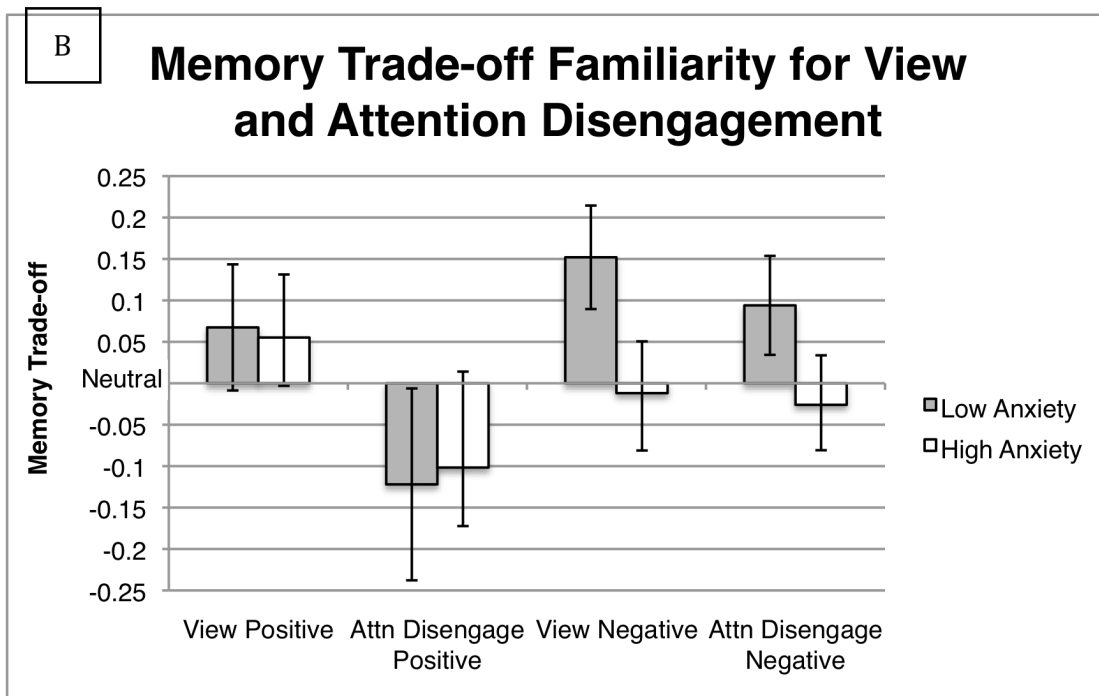 B
Memory Trade-off Familiarity for View
and Attention Disengagement
Memory Trade-off
0.25
0.2
0.15
0.1
0.05
Neutral
-0.05
-0.1
-0.15
-0.2
-0.25
View Positive
Attn Disengage
Positive
View Negative
Attn Disengage
Negative
Low Anxiety
High Anxiety